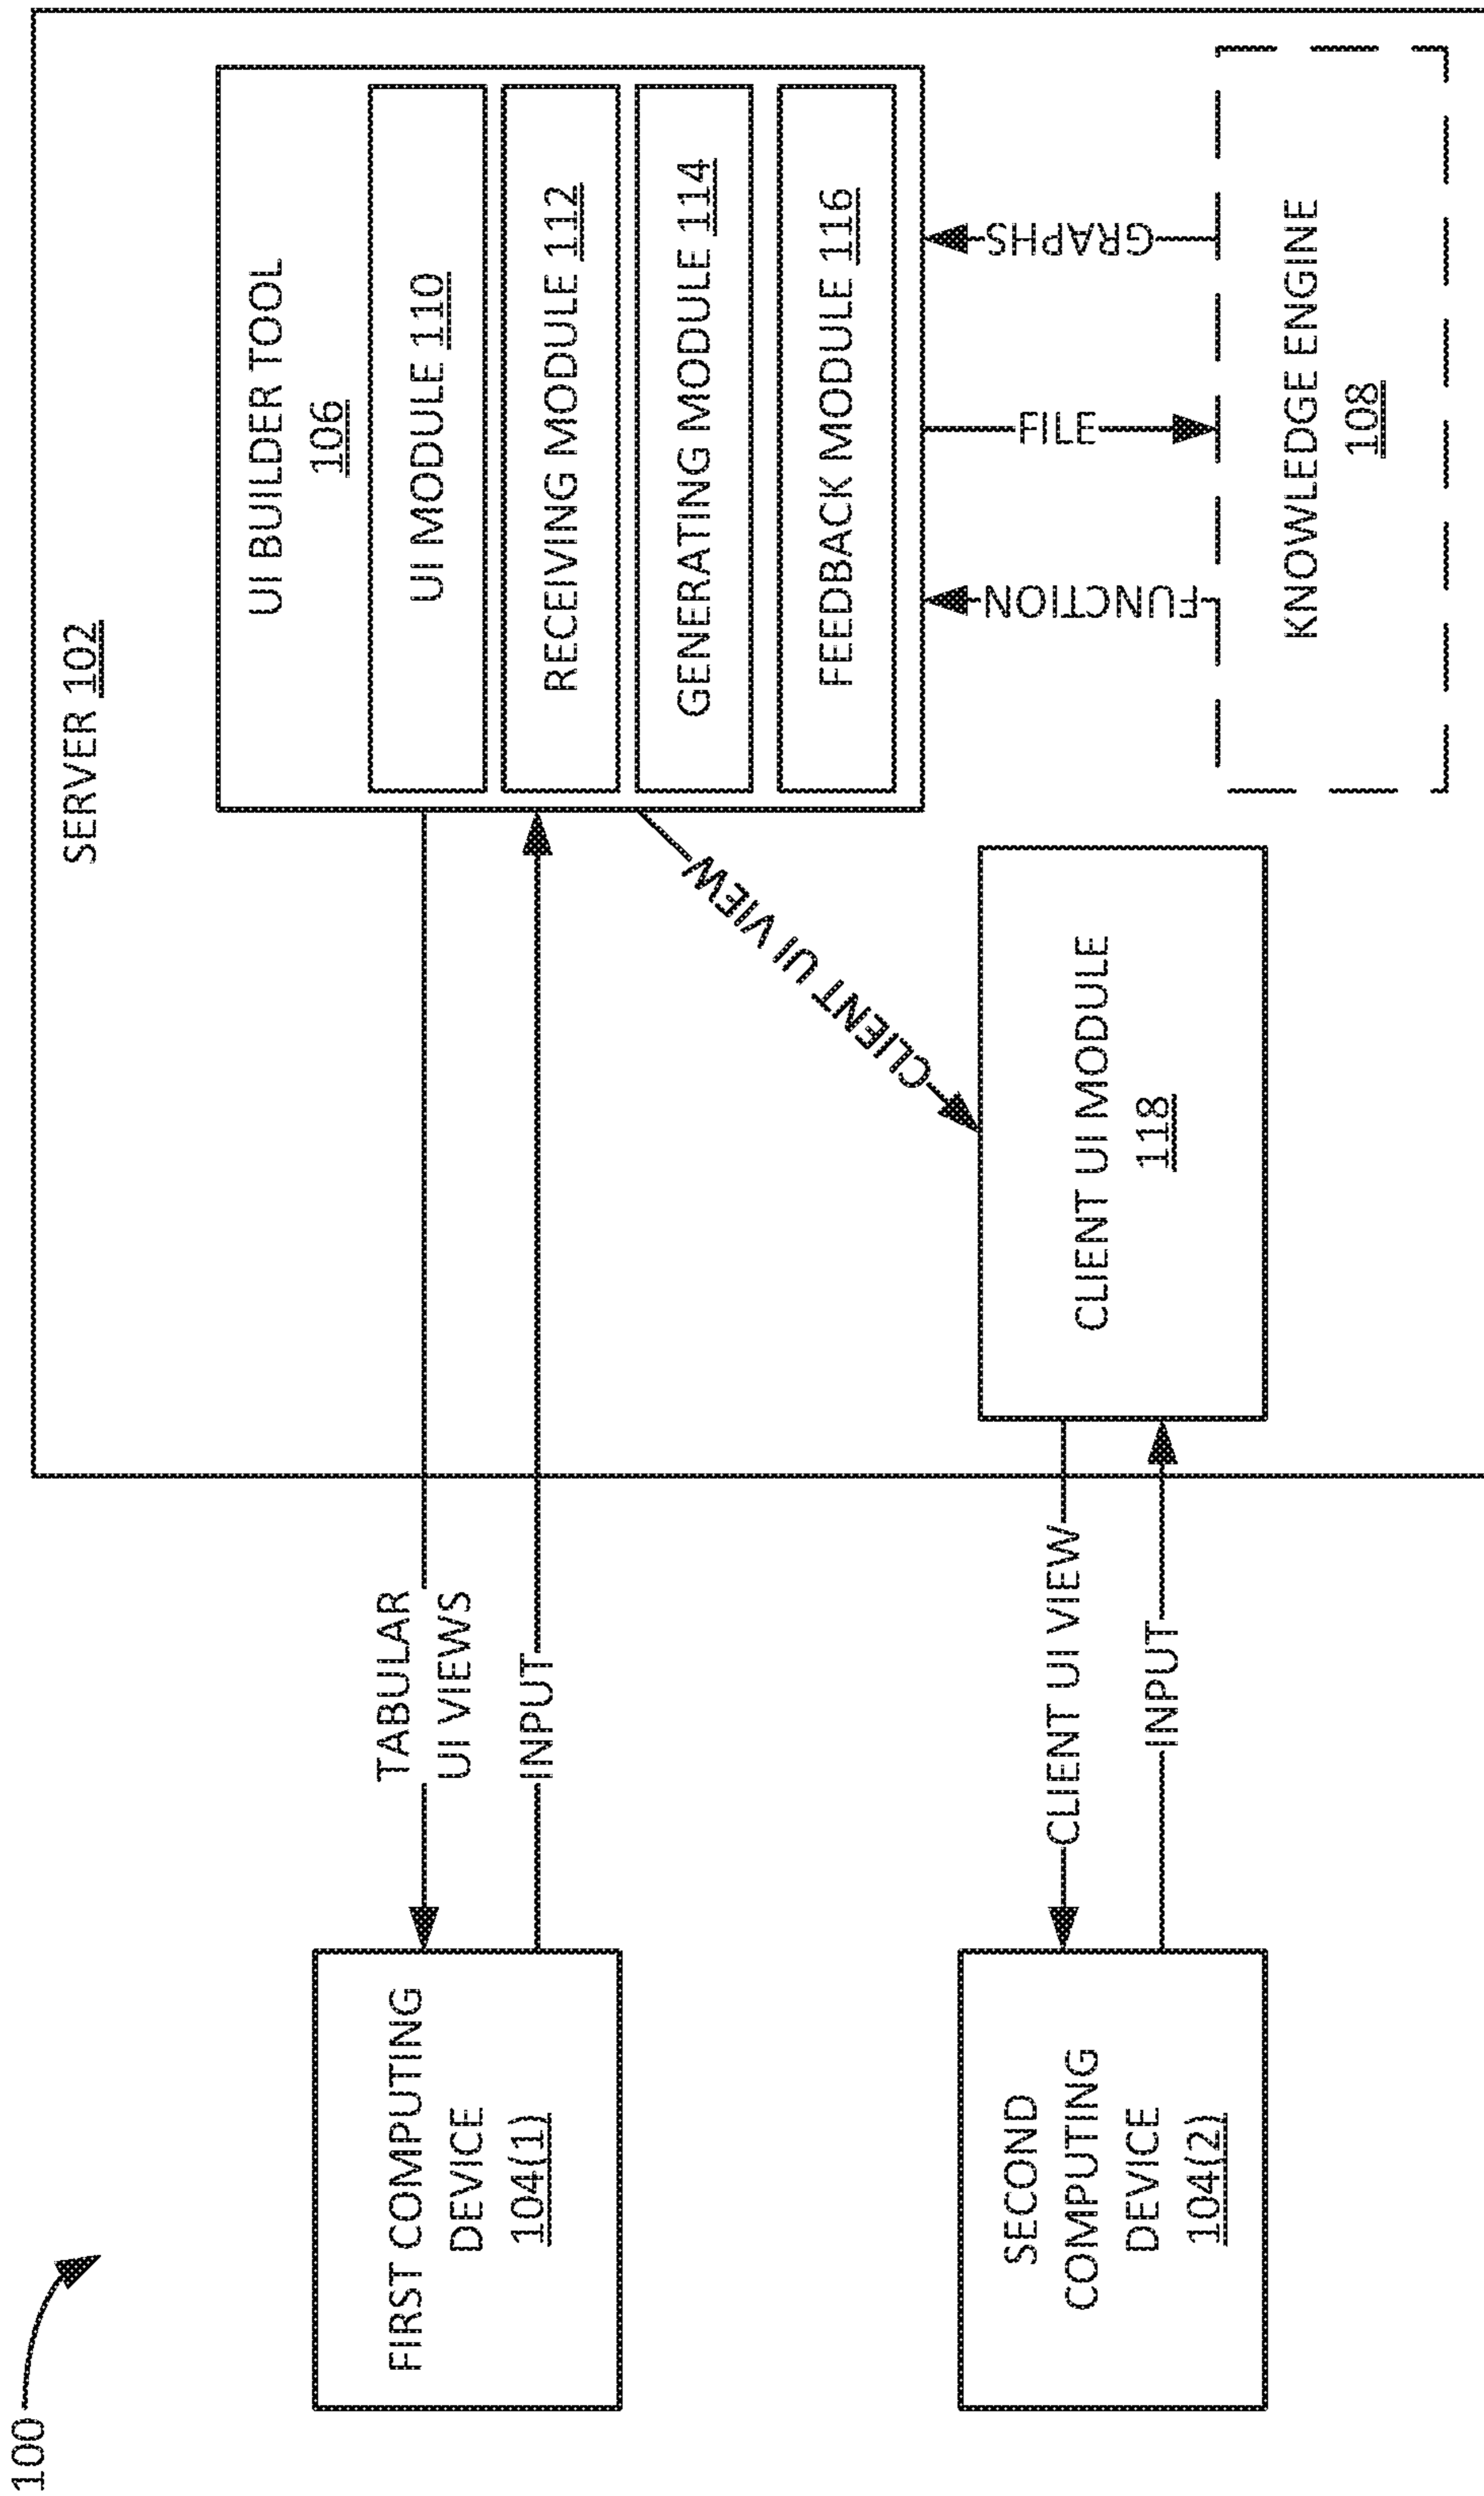 100
SERVER 102
FIRST COMPUTING
DEVICE
104(1)
TABULAR
UI VIEWS
INPUT
UI BUILDER TOOL
106
UI MODULE 110
RECEIVING MODULE 112
GENERATING MODULE 114
FEEDBACK MODULE 116
CLIENT UI VIEW
FUNCTION
FILE
GRAPHS
SECOND
COMPUTING
DEVICE
104(2)
CLIENT UI VIEW
INPUT
CLIENT UI MODULE
118
KNOWLEDGE ENGINE
108